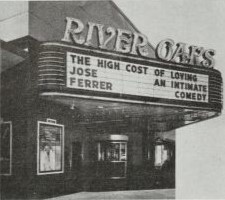 RIVER OAKS
THE HIGH COST OF LOVING
JOSE
FERRER AN INTIMATE
COMEDY